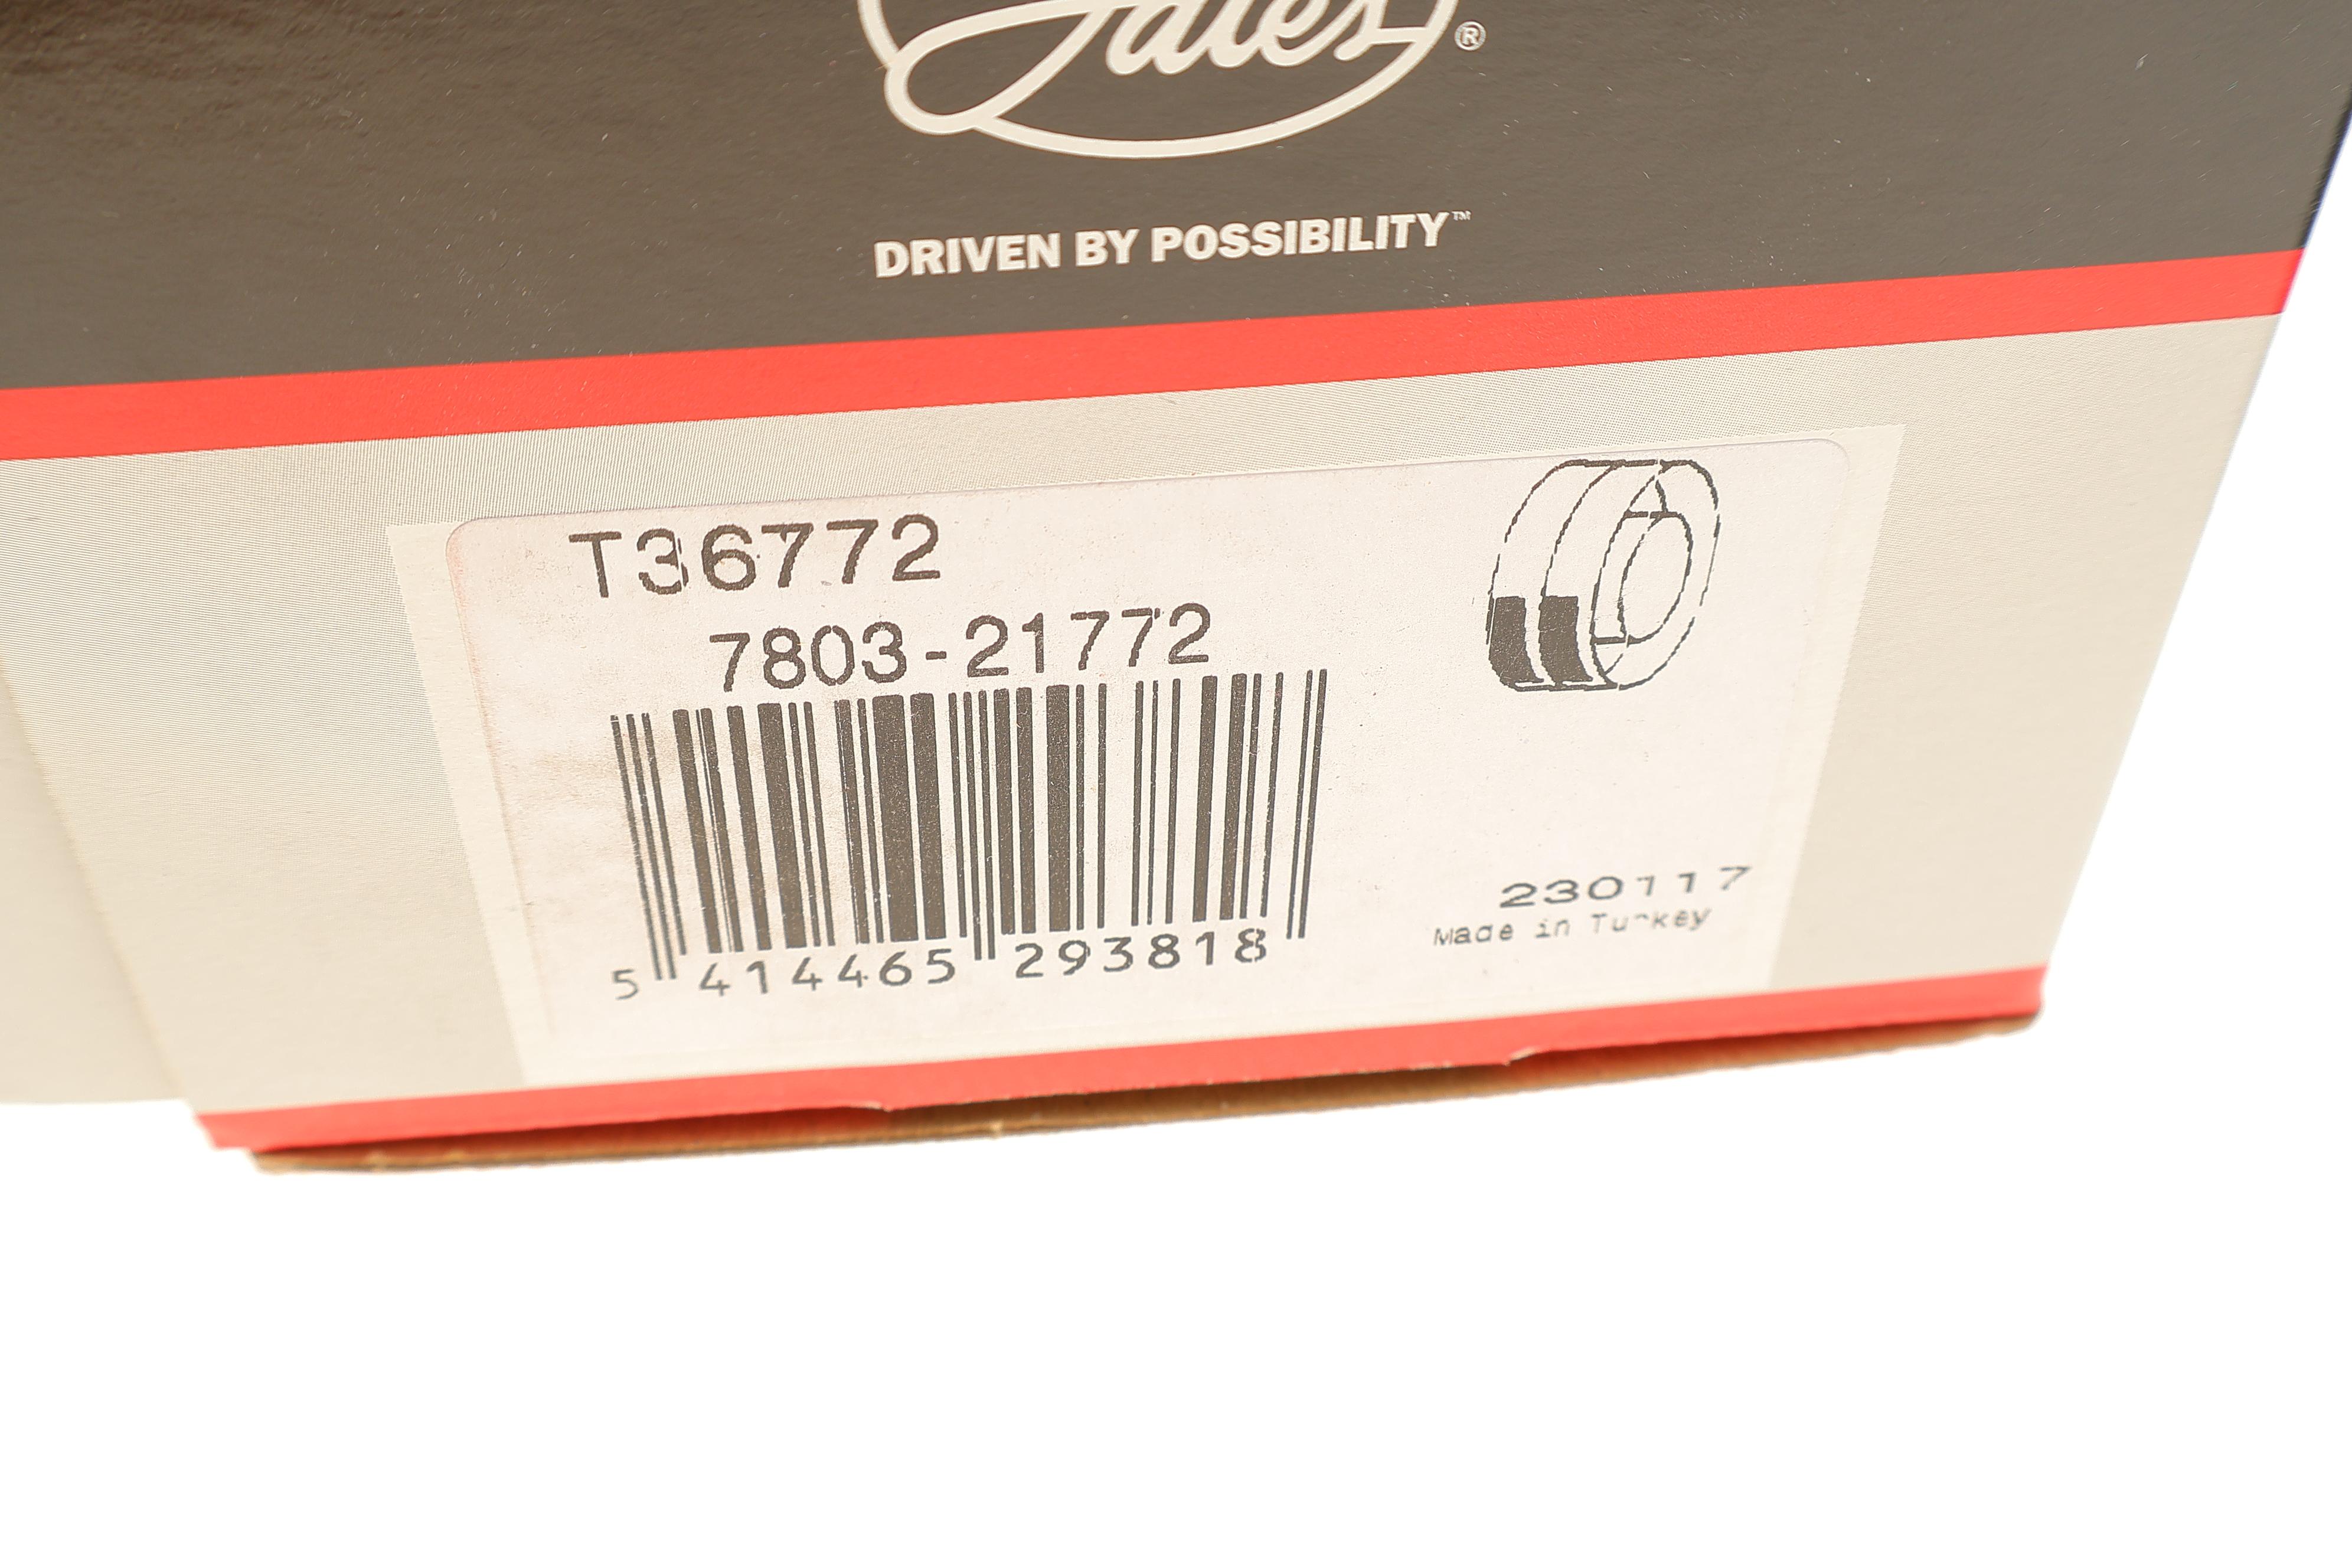 Gates®
DRIVEN BY POSSIBILITY™
T36772
7803-21772
5 414465 293818
230117
Made in Turkey